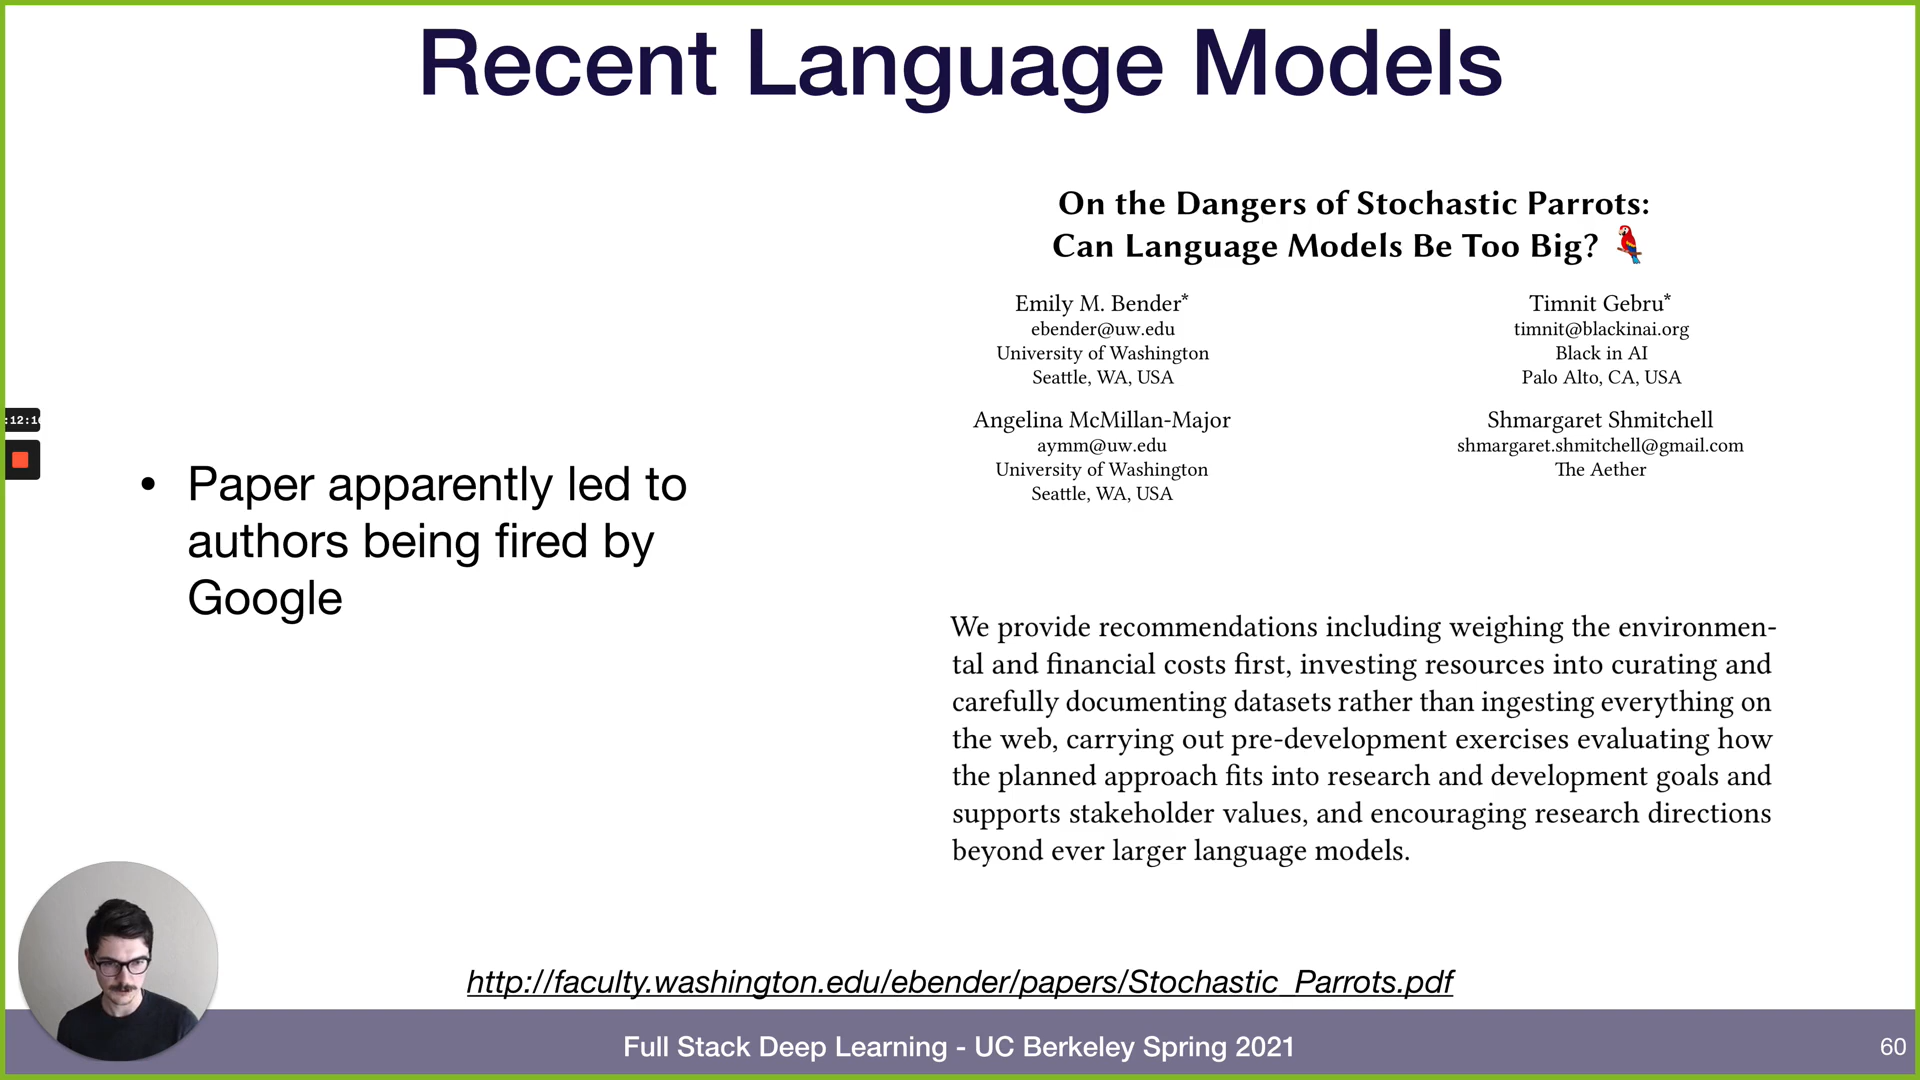 Recent Language Models
On the Dangers of Stochastic Parrots:
Can Language Models Be Too Big? 🦜
Emily M. Bender*
ebender@uw.edu
University of Washington
Seattle, WA, USA
Timnit Gebru*
timnit@blackinai.org
Black in AI
Palo Alto, CA, USA
Angelina McMillan-Major
aymm@uw.edu
University of Washington
Seattle, WA, USA
Shmargaret Shmitchell
shmargaret.shmitchell@gmail.com
The Aether
:12:1
• Paper apparently led to
authors being fired by
Google
We provide recommendations including weighing the environmen-
tal and financial costs first, investing resources into curating and
carefully documenting datasets rather than ingesting everything on
the web, carrying out pre-development exercises evaluating how
the planned approach fits into research and development goals and
supports stakeholder values, and encouraging research directions
beyond ever larger language models.
http://faculty.washington.edu/ebender/papers/Stochastic_Parrots.pdf
Full Stack Deep Learning - UC Berkeley Spring 2021
60